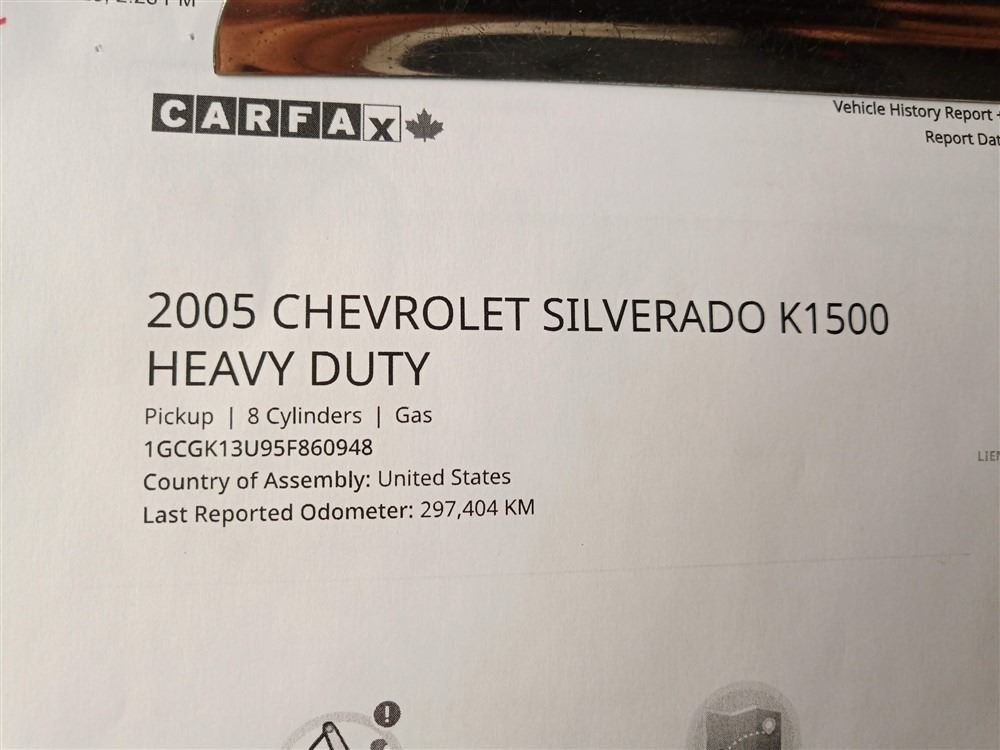 CARFAX
Vehicle History Report
Report
2005 CHEVROLET SILVERADO K1500
HEAVY DUTY
Pickup | 8 Cylinders | Gas
1GCGK13U95F860948
Country of Assembly: United States
Last Reported Odometer: 297,404 KM